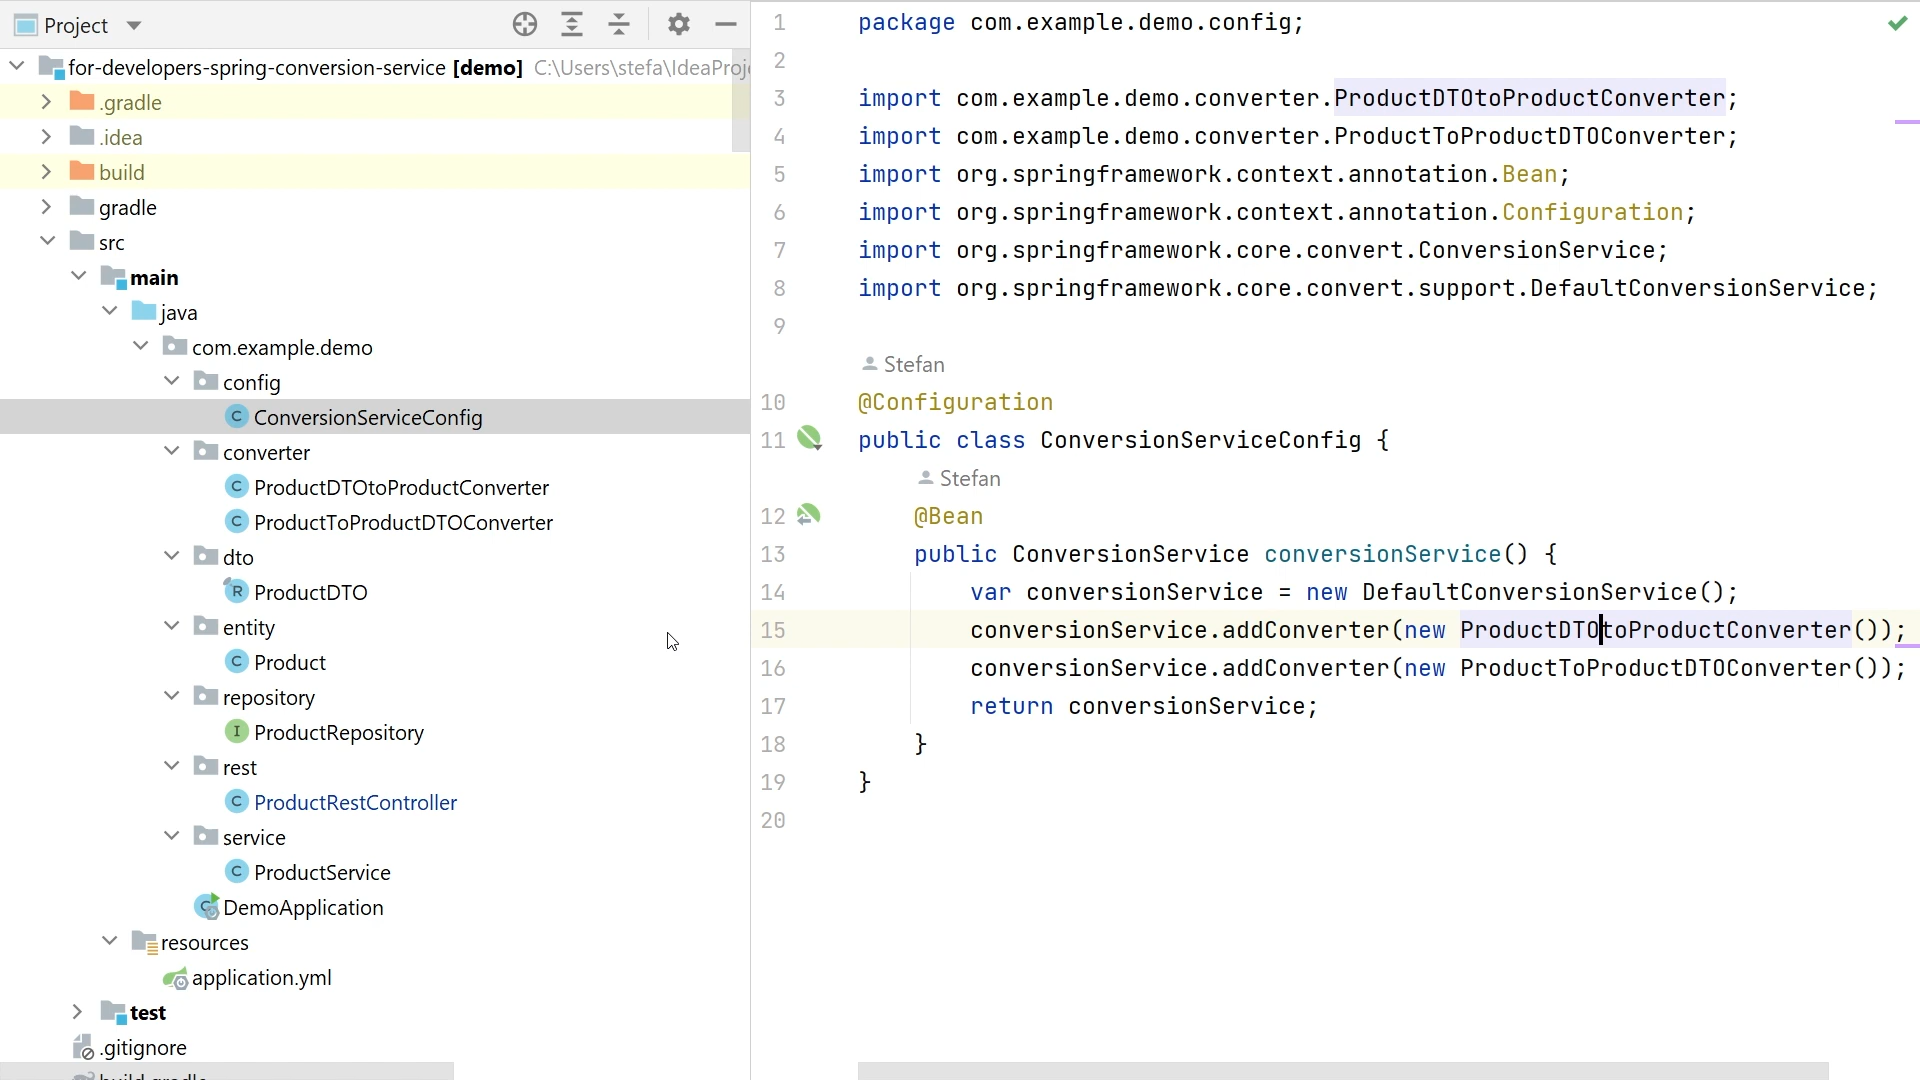 Project
for-developers-spring-conversion-service [demo] C:\Users\stefa\IdeaProj
.gradle
.idea
build
gradle
src
main
java
com.example.demo
config
ConversionServiceConfig
converter
ProductDTOtoProductConverter
ProductToProductDTOConverter
dto
ProductDTO
entity
Product
repository
ProductRepository
rest
ProductRestController
service
ProductService
DemoApplication
resources
application.yml
test
.gitignore
build.gradle
1 package com.example.demo.config;
2
3 import com.example.demo.converter.ProductDTOtoProductConverter;
4 import com.example.demo.converter.ProductToProductDTOConverter;
5 import org.springframework.context.annotation.Bean;
6 import org.springframework.context.annotation.Configuration;
7 import org.springframework.core.convert.ConversionService;
8 import org.springframework.core.convert.support.DefaultConversionService;
9
Stefan
10 @Configuration
11 public class ConversionServiceConfig {
Stefan
12 @Bean
13 public ConversionService conversionService() {
14 var conversionService = new DefaultConversionService();
15 conversionService.addConverter(new ProductDTOtoProductConverter());
16 conversionService.addConverter(new ProductToProductDTOConverter());
17 return conversionService;
18 }
19 }
20